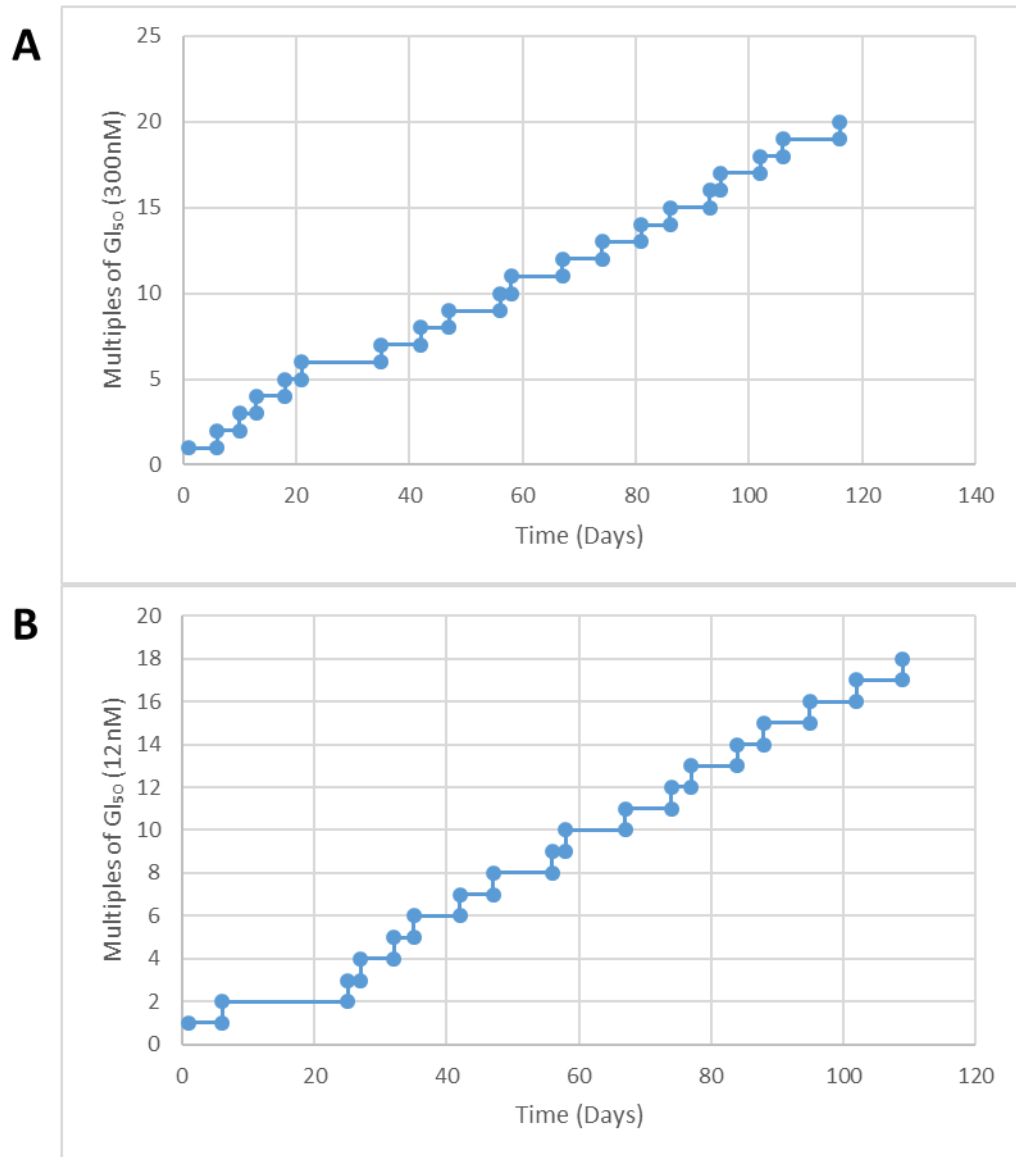 A
Multiples of GI₅₀ (300nM)
25
20
15
10
5
0
0 20 40 60 80 100 120 140
Time (Days)
B
Multiples of GI₅₀ (12nM)
20
18
16
14
12
10
8
6
4
2
0
0 20 40 60 80 100 120
Time (Days)